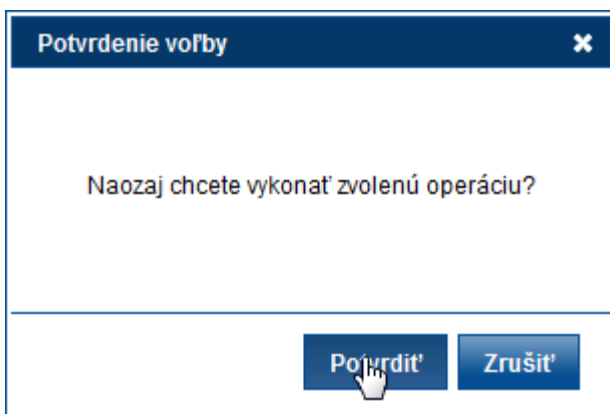 Potvrdenie voľby
Naozaj chcete vykonať zvolenú operáciu?
Potvrdiť Zrušiť